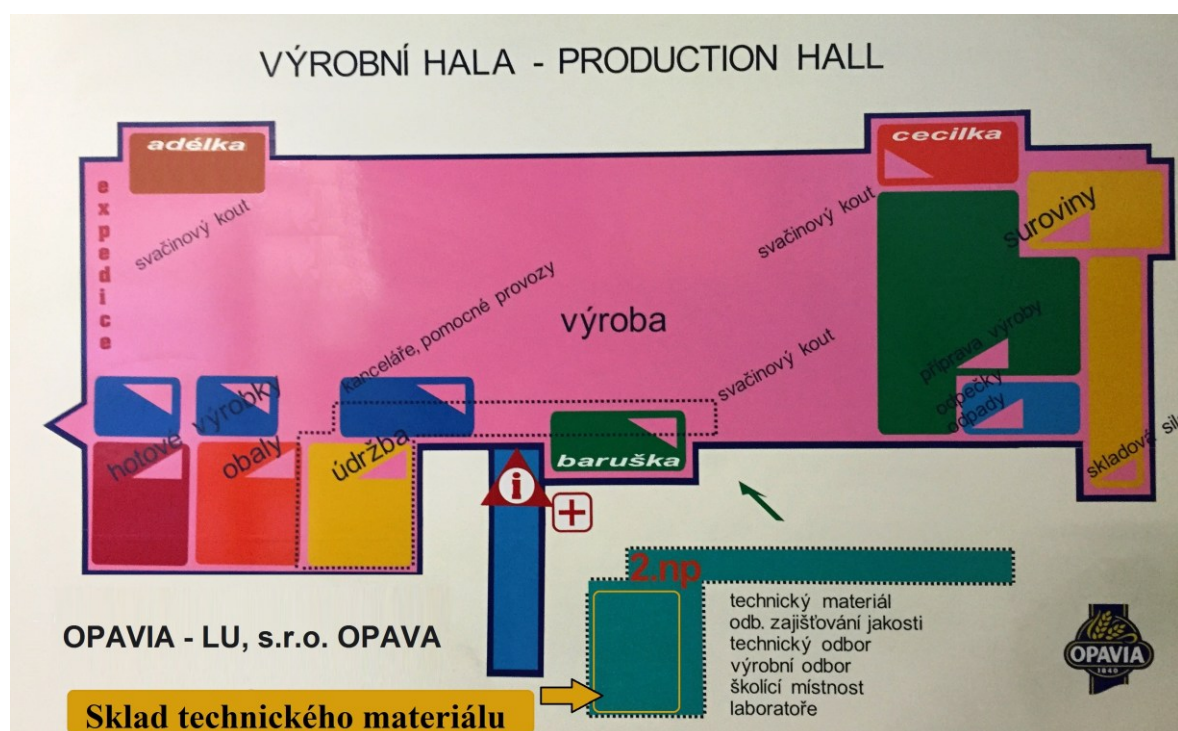 VÝROBNÍ HALA - PRODUCTION HALL
adélka
cecilka
expedice
svačinový kout
svačinový kout
suroviny
kanceláře, pomocné provozy
výroba
svačinový kout
příprava výroby
odpečky
odpady
hotové výrobky
obaly
údržba
baruška
skladová sil
i
2.np
technický materiál
odb. zajišťování jakosti
technický odbor
výrobní odbor
školící místnost
laboratoře
OPAVIA - LU, s.r.o. OPAVA
OPAVIA
1840
Sklad technického materiálu